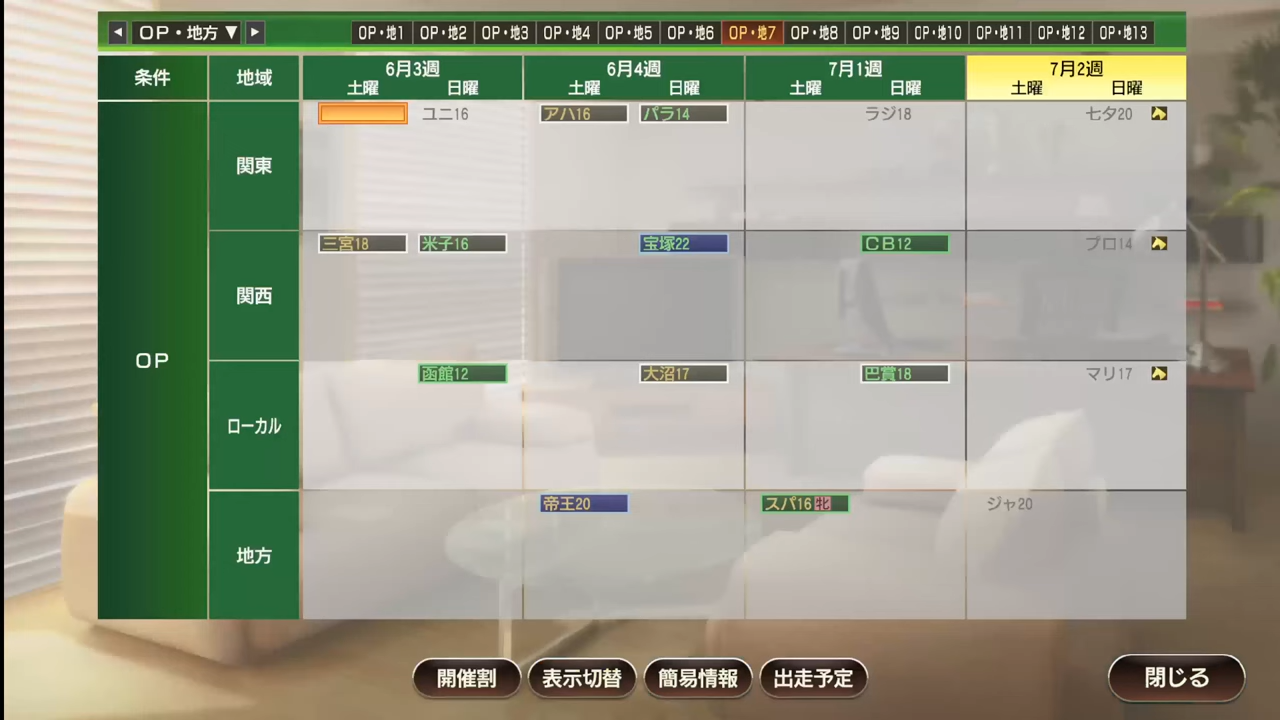 ◀ OP・地方▼ ▶ OP・地1 OP・地2 OP・地3 OP・地4 OP・地5 OP・地6 OP・地7 OP・地8 OP・地9 OP・地10 OP・地11 OP・地12 OP・地13
条件 地域 6月3週 6月4週 7月1週 7月2週
土曜 日曜 土曜 日曜 土曜 日曜 土曜 日曜
ユニ16 アハ16 パラ14 ラジ18 七夕20
関東
三宮18 米子16 宝塚22 CB12 プロ14
関西
OP
函館12 大沼17 巴賞18 マリ17
ローカル
帝王20 スパ16牝 ジャ20
地方
開催割 表示切替 簡易情報 出走予定 閉じる